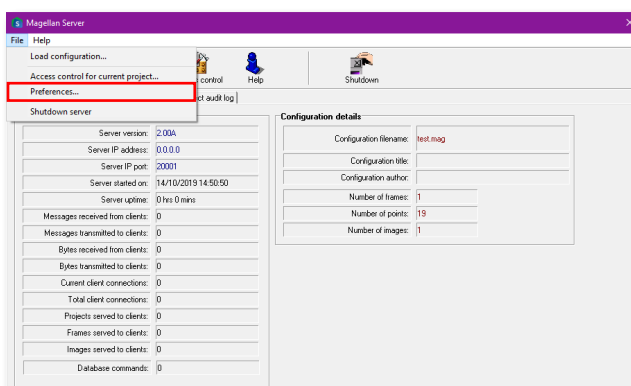 Magellan Server
File Help
Load configuration...
Access control for current project...
Preferences...
Shutdown server
control
Help
Shutdown
ct audit log
Server version: 2.00A
Server IP address: 0.0.0.0
Server IP port: 20001
Server started on: 14/10/2019 14:50:50
Server uptime: 0 hrs 0 mins
Messages received from clients: 0
Messages transmitted to clients: 0
Bytes received from clients: 0
Bytes transmitted to clients: 0
Current client connections: 0
Total client connections: 0
Projects served to clients: 0
Frames served to clients: 0
Images served to clients: 0
Database commands: 0
Configuration details
Configuration filename: test.mag
Configuration title:
Configuration author:
Number of frames: 1
Number of points: 19
Number of images: 1